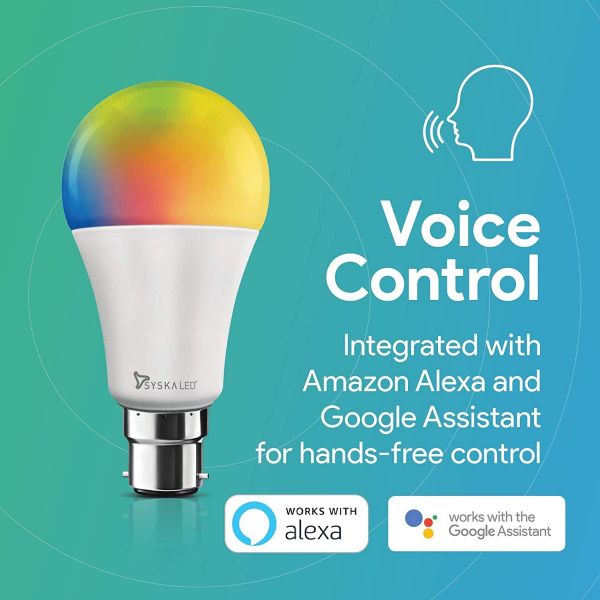 Voice
Control
Integrated with
Amazon Alexa and
Google Assistant
for hands-free control
SYSKA LED
WORKS WITH
alexa
works with the
Google Assistant